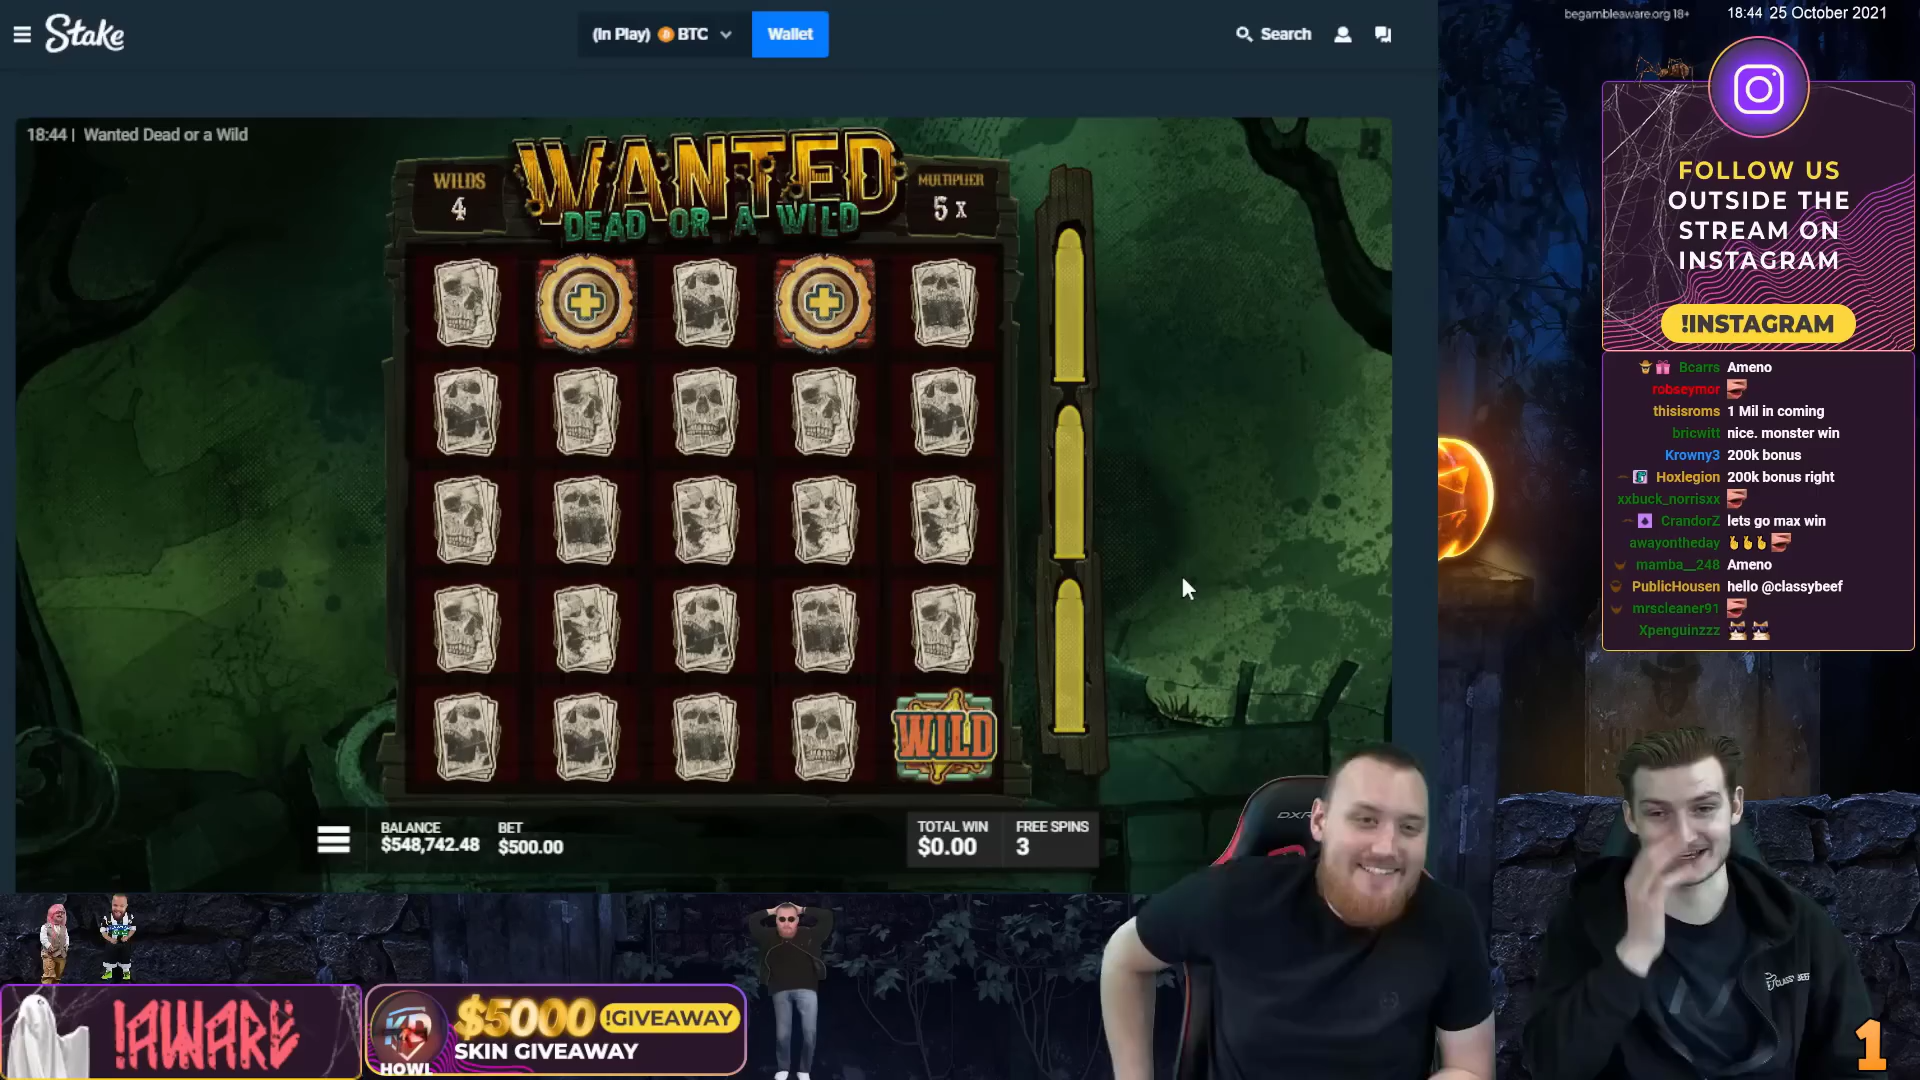 Stake
(In Play) BTC
Wallet
Search
begambleaware.org 18+
18:44 25 October 2021
18:44 | Wanted Dead or a Wild
WILDS
4
WANTED
DEAD OR A WILD
MULTIPLIER
5 x
WILD
BALANCE
$548,742.48
BET
$500.00
TOTAL WIN
$0.00
FREE SPINS
3
FOLLOW US
OUTSIDE THE
STREAM ON
INSTAGRAM
!INSTAGRAM
Bcarrs Ameno
robseymor
thisisroms 1 Mil in coming
bricwitt nice. monster win
Krowny3 200k bonus
Hoxlegion 200k bonus right
xxbuck_norrisxx
CrandorZ lets go max win
awayontheday
mamba__248 Ameno
PublicHousen hello @classybeef
mrscleaner91
Xpenguinzzz
!AWARE
HOWL
$5000 !GIVEAWAY
SKIN GIVEAWAY
1